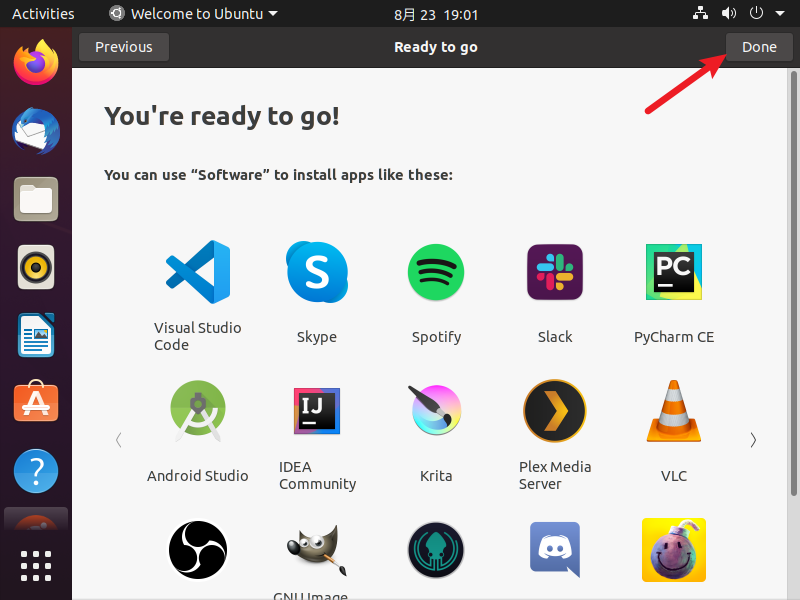 Activities
Welcome to Ubuntu
8月 23 19:01
Previous
Ready to go
Done
You're ready to go!
You can use “Software” to install apps like these:
S
PC
Visual Studio
Code
Skype
Spotify
Slack
PyCharm CE
IJ
Android Studio
IDEA
Community
Krita
Plex Media
Server
VLC
?
GNU Image